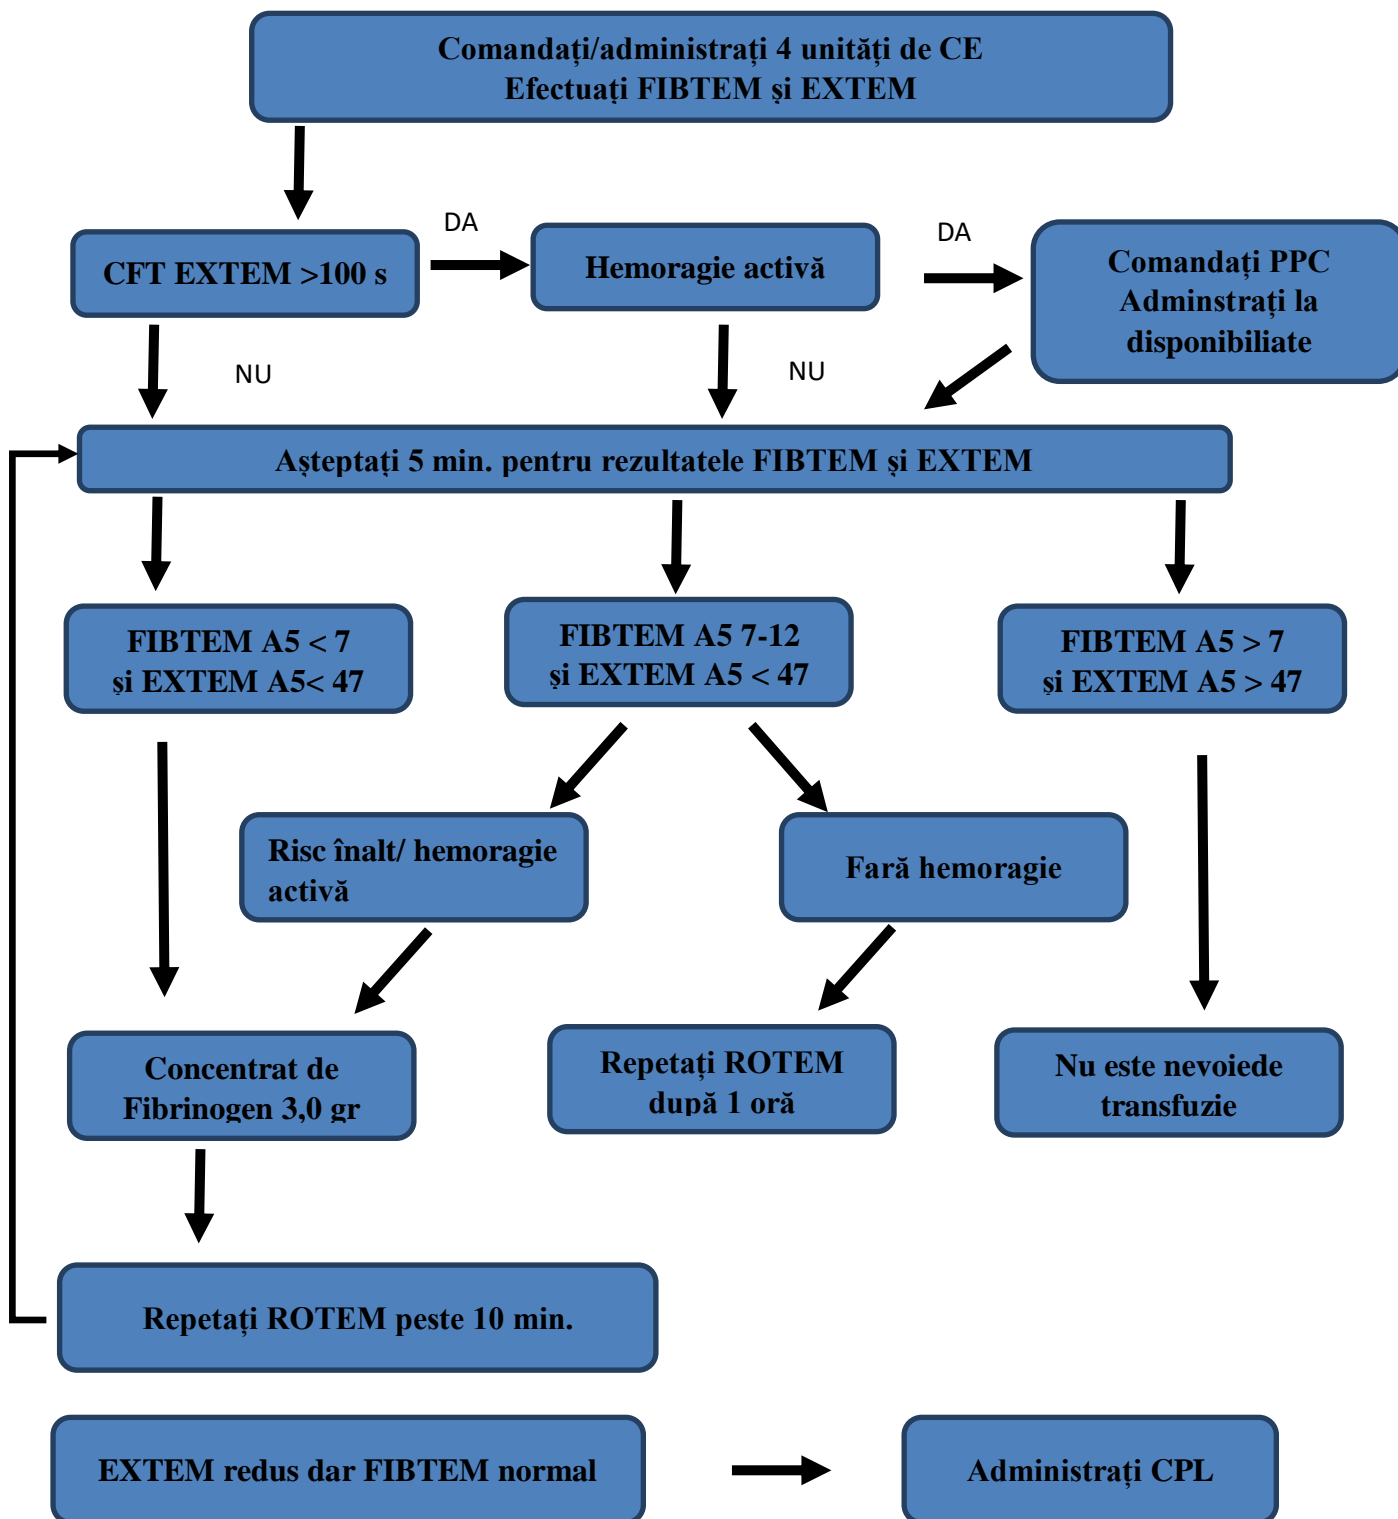 Comandați/administrați 4 unități de CE
Efectuați FIBTEM și EXTEM
DA
DA
CFT EXTEM >100 s
Hemoragie activă
Comandați PPC
Adminstrați la
disponibiliate
NU
NU
Așteptați 5 min. pentru rezultatele FIBTEM și EXTEM
FIBTEM A5 < 7
și EXTEM A5< 47
FIBTEM A5 7-12
și EXTEM A5 < 47
FIBTEM A5 > 7
și EXTEM A5 > 47
Risc înalt/ hemoragie
activă
Fară hemoragie
Concentrat de
Fibrinogen 3,0 gr
Repetați ROTEM
după 1 oră
Nu este nevoiede
transfuzie
Repetați ROTEM peste 10 min.
EXTEM redus dar FIBTEM normal
Administrați CPL